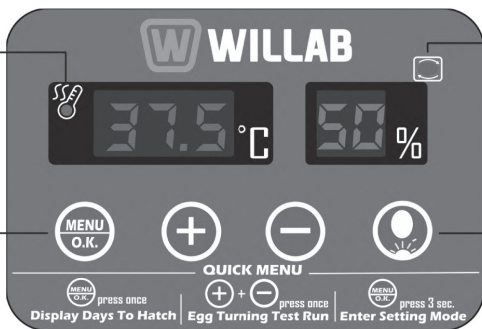 W WILLAB
37.5 °C 50 %
MENU
O.K.
+ −
QUICK MENU
MENU O.K. press once + + − press once MENU O.K. press 3 sec.
Display Days To Hatch Egg Turning Test Run Enter Setting Mode